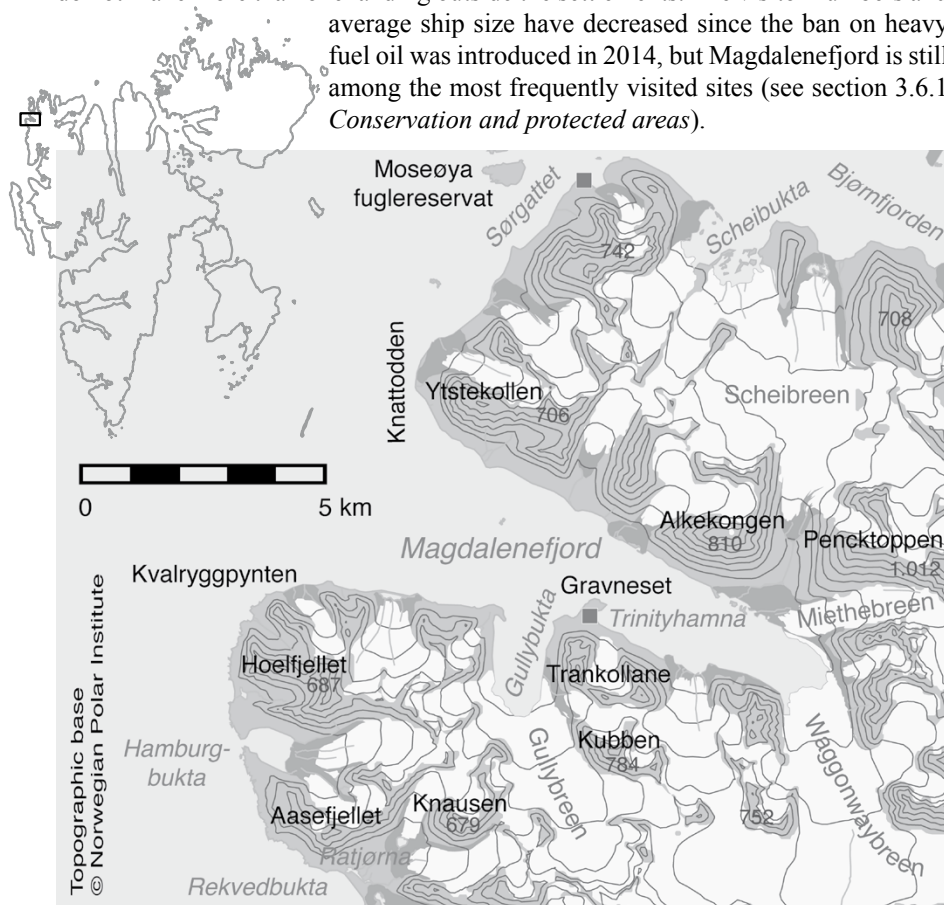 average ship size have decreased since the ban on heavy
fuel oil was introduced in 2014, but Magdalenefjord is still
among the most frequently visited sites (see section 3.6.1
Conservation and protected areas).
Moseøya
fuglereservat
Sørgattet
Scheibukta
Bjørnfjorden
742
708
Knattodden
Ytstekollen
706
Scheibreen
0
5 km
Alkekongen
810
Pencktoppen
1.012
Magdalenefjord
Kvalryggpynten
Gravneset
Trinityhamna
Miethebreen
Gullybukta
Hoelfjellet
687
Trankollane
Kubben
784
Gullybreen
Waggonwaybreen
Hamburg-
bukta
Aasefjellet
Knausen
679
752
Ratjørna
Rekvedbukta
Topographic base
© Norwegian Polar Institute